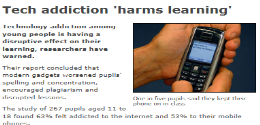 Tech addiction 'harms learning'
Technology addiction among
young people is having a
disruptive effect on their
learning, researchers have
warned.
Their report concluded that
modern gadgets worsened pupils'
spelling and concentration,
encouraged plagiarism and
disrupted lessons.
One in five pupils said they kept their
phone on in class
The study of 267 pupils aged 11 to
18 found 63% felt addicted to the internet and 53% to their mobile
phones.